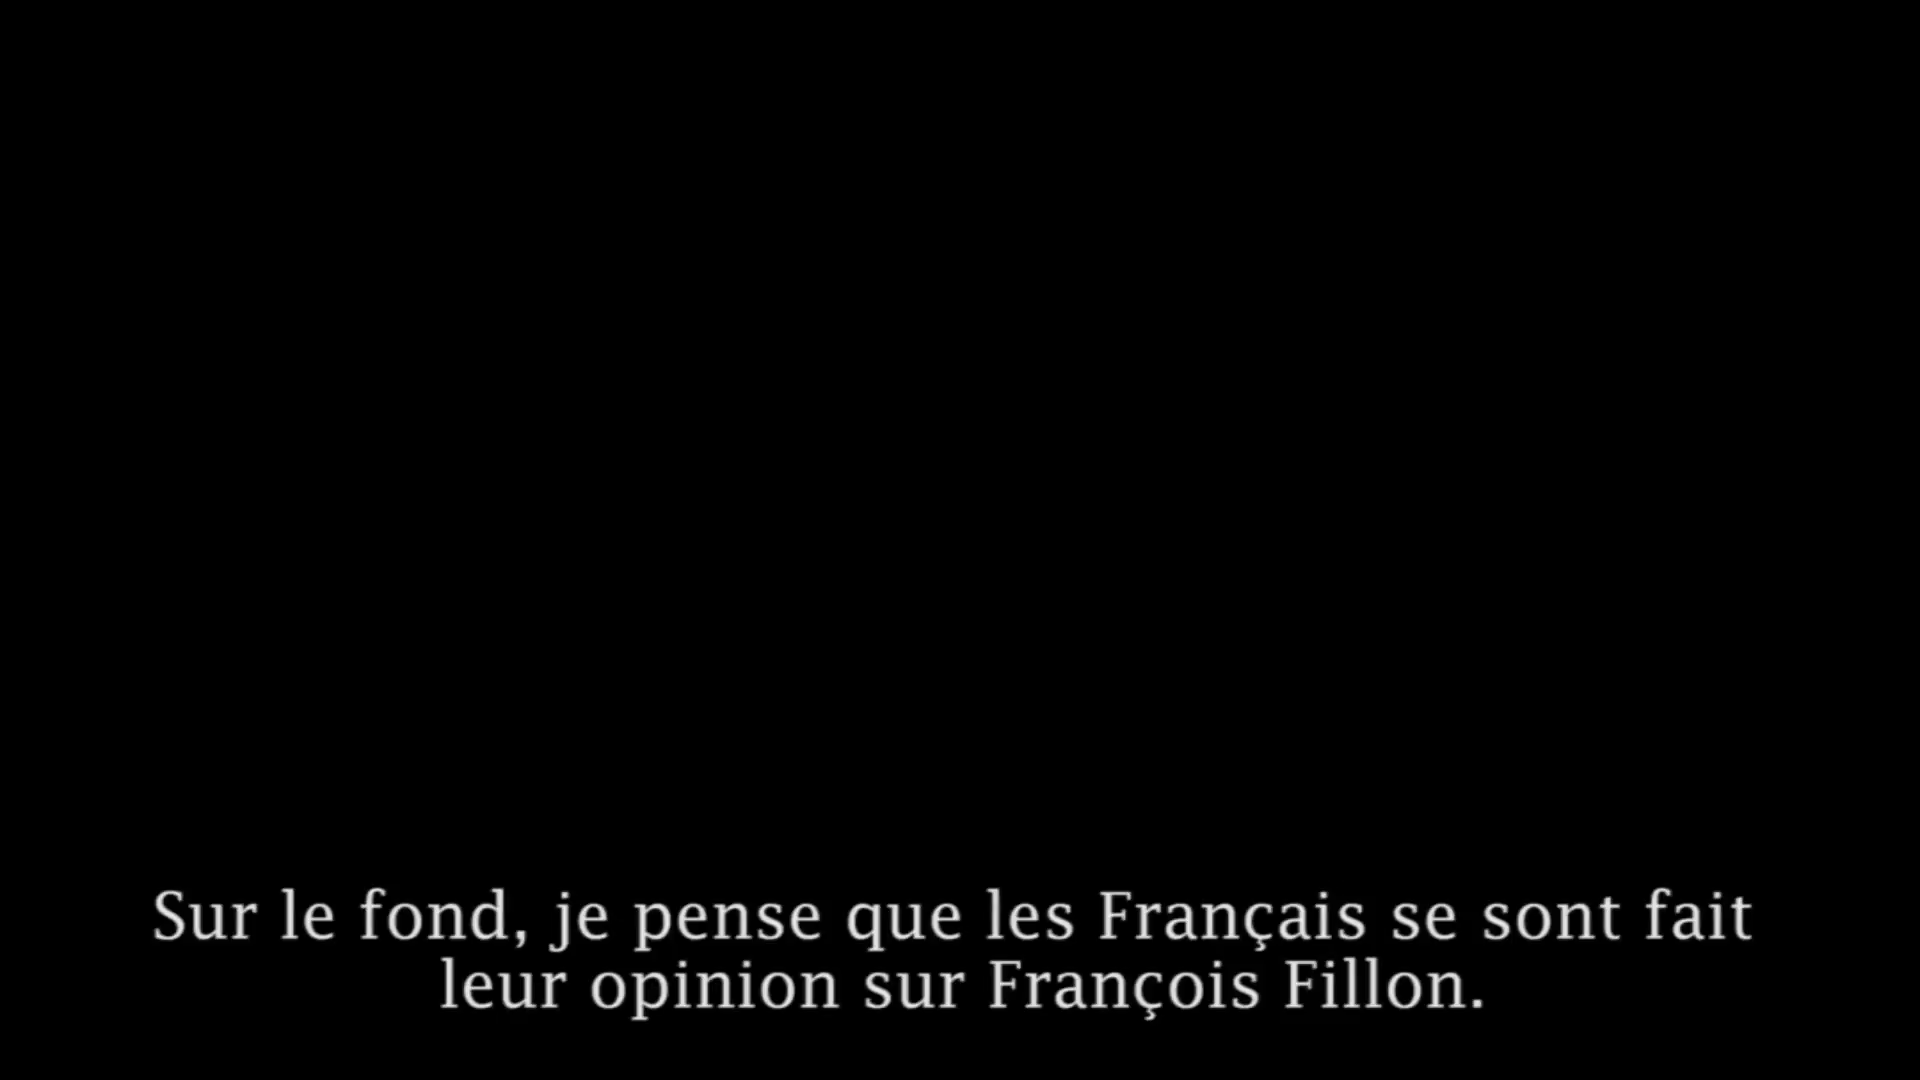 Sur le fond, je pense que les Français se sont fait
leur opinion sur François Fillon.